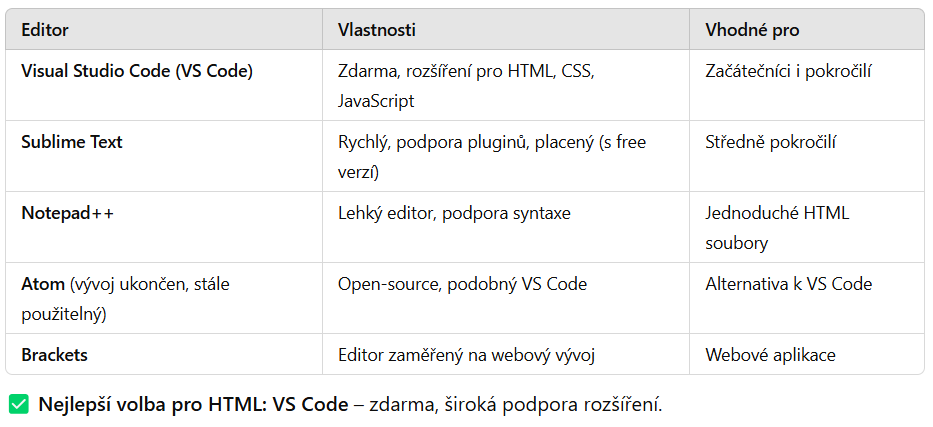 Editor Vlastnosti Vhodné pro
Visual Studio Code (VS Code) Zdarma, rozšíření pro HTML, CSS, Začátečníci i pokročilí
JavaScript
Sublime Text Rychlý, podpora pluginů, placený (s free Středně pokročilí
verzí)
Notepad++ Lehký editor, podpora syntaxe Jednoduché HTML
soubory
Atom (vývoj ukončen, stále Open-source, podobný VS Code Alternativa k VS Code
použitelný)
Brackets Editor zaměřený na webový vývoj Webové aplikace
✅ Nejlepší volba pro HTML: VS Code – zdarma, široká podpora rozšíření.